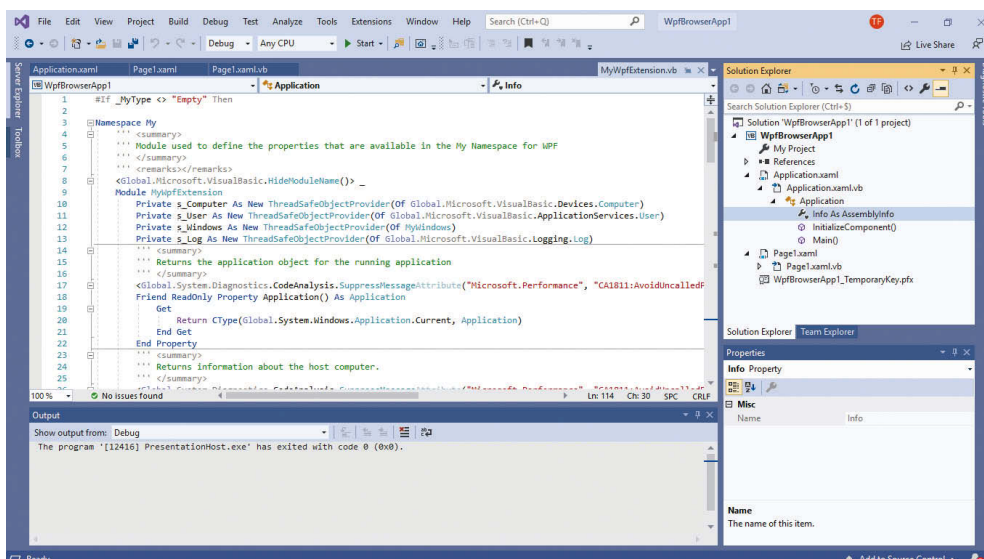 File Edit View Project Build Debug Test Analyze Tools Extensions Window Help Search (Ctrl+Q) WpfBrowserApp1 TF
Debug Any CPU Start Live Share
Server Explorer
Toolbox
Application.xaml Page1.xaml Page1.xaml.vb MyWpfExtension.vb
WpfBrowserApp1 Application Info
1 #If _MyType <> "Empty" Then
2
3 Namespace My
4 ''' <summary>
5 ''' Module used to define the properties that are available in the My Namespace for WPF
6 ''' </summary>
7 ''' <remarks></remarks>
8 <Global.Microsoft.VisualBasic.HideModuleName()> _
9 Module MyWpfExtension
10 Private s_Computer As New ThreadSafeObjectProvider(Of Global.Microsoft.VisualBasic.Devices.Computer)
11 Private s_User As New ThreadSafeObjectProvider(Of Global.Microsoft.VisualBasic.ApplicationServices.User)
12 Private s_Windows As New ThreadSafeObjectProvider(Of MyWindows)
13 Private s_Log As New ThreadSafeObjectProvider(Of Global.Microsoft.VisualBasic.Logging.Log)
14 ''' <summary>
15 ''' Returns the application object for the running application
16 ''' </summary>
17 <Global.System.Diagnostics.CodeAnalysis.SuppressMessageAttribute("Microsoft.Performance", "CA1811:AvoidUncalledP
18 Friend ReadOnly Property Application() As Application
19 Get
20 Return CType(Global.System.Windows.Application.Current, Application)
21 End Get
22 End Property
23 ''' <summary>
24 ''' Returns information about the host computer.
25 ''' </summary>
100 % No issues found Ln: 114 Ch: 30 SPC CRLF
Output
Show output from: Debug
The program '[12416] PresentationHost.exe' has exited with code 0 (0x0).
Solution Explorer
Search Solution Explorer (Ctrl+$)
Solution 'WpfBrowserApp1' (1 of 1 project)
WpfBrowserApp1
My Project
References
Application.xaml
Application.xaml.vb
Application
Info As AssemblyInfo
InitializeComponent()
Main()
Page1.xaml
Page1.xaml.vb
WpfBrowserApp1_TemporaryKey.pfx
Solution Explorer Team Explorer
Properties
Info Property
Misc
Name Info
Name
The name of this item.
Ready Add to Source Control